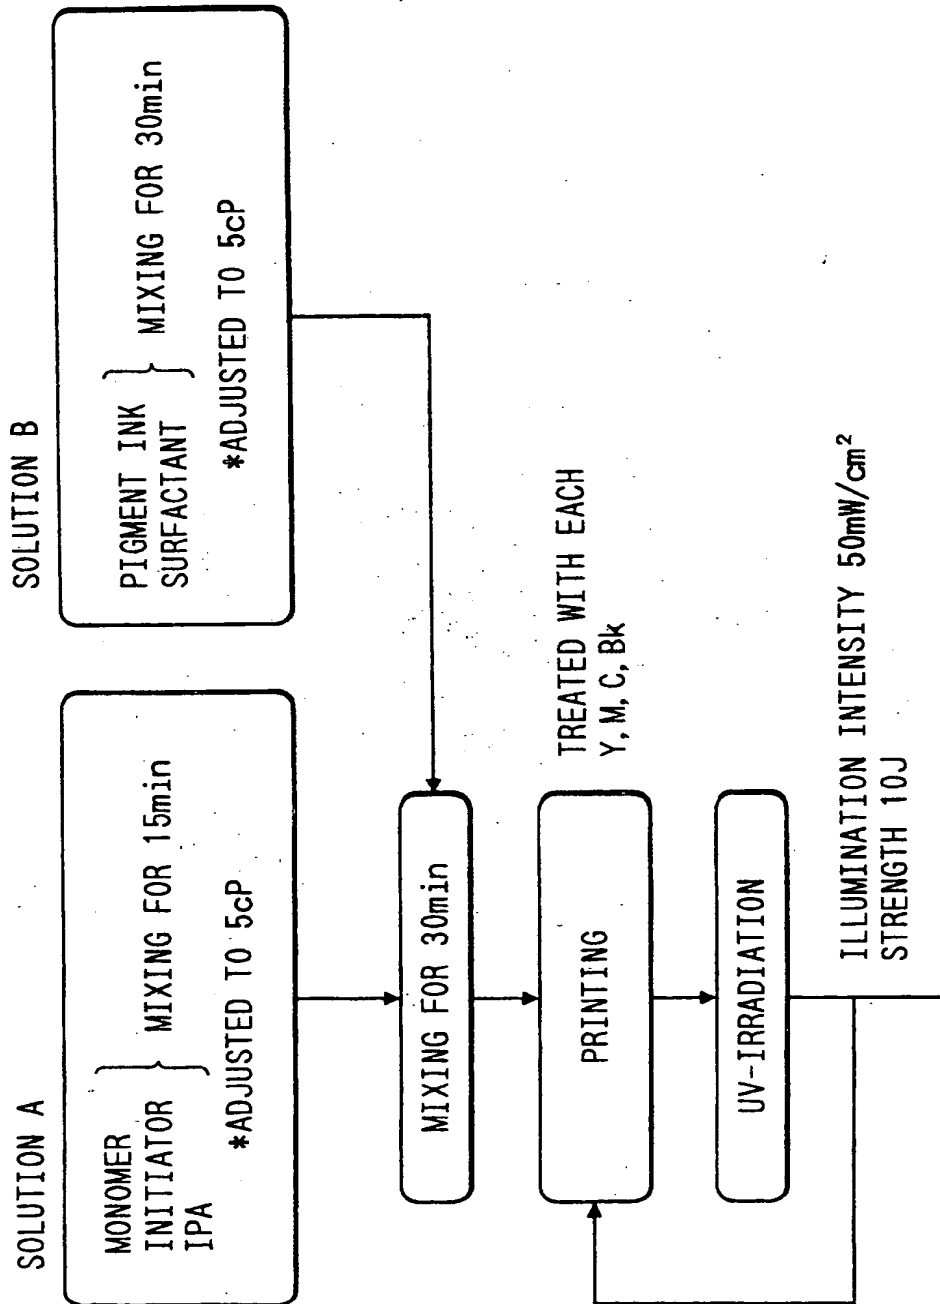 SOLUTION A
MONOMER
INITIATOR
IPA
MIXING FOR 15min
*ADJUSTED TO 5cP
SOLUTION B
PIGMENT INK
SURFACTANT
MIXING FOR 30min
*ADJUSTED TO 5cP
MIXING FOR 30min
PRINTING
TREATED WITH EACH
Y, M, C, Bk
UV-IRRADIATION
ILLUMINATION INTENSITY 50mW/cm²
STRENGTH 10J